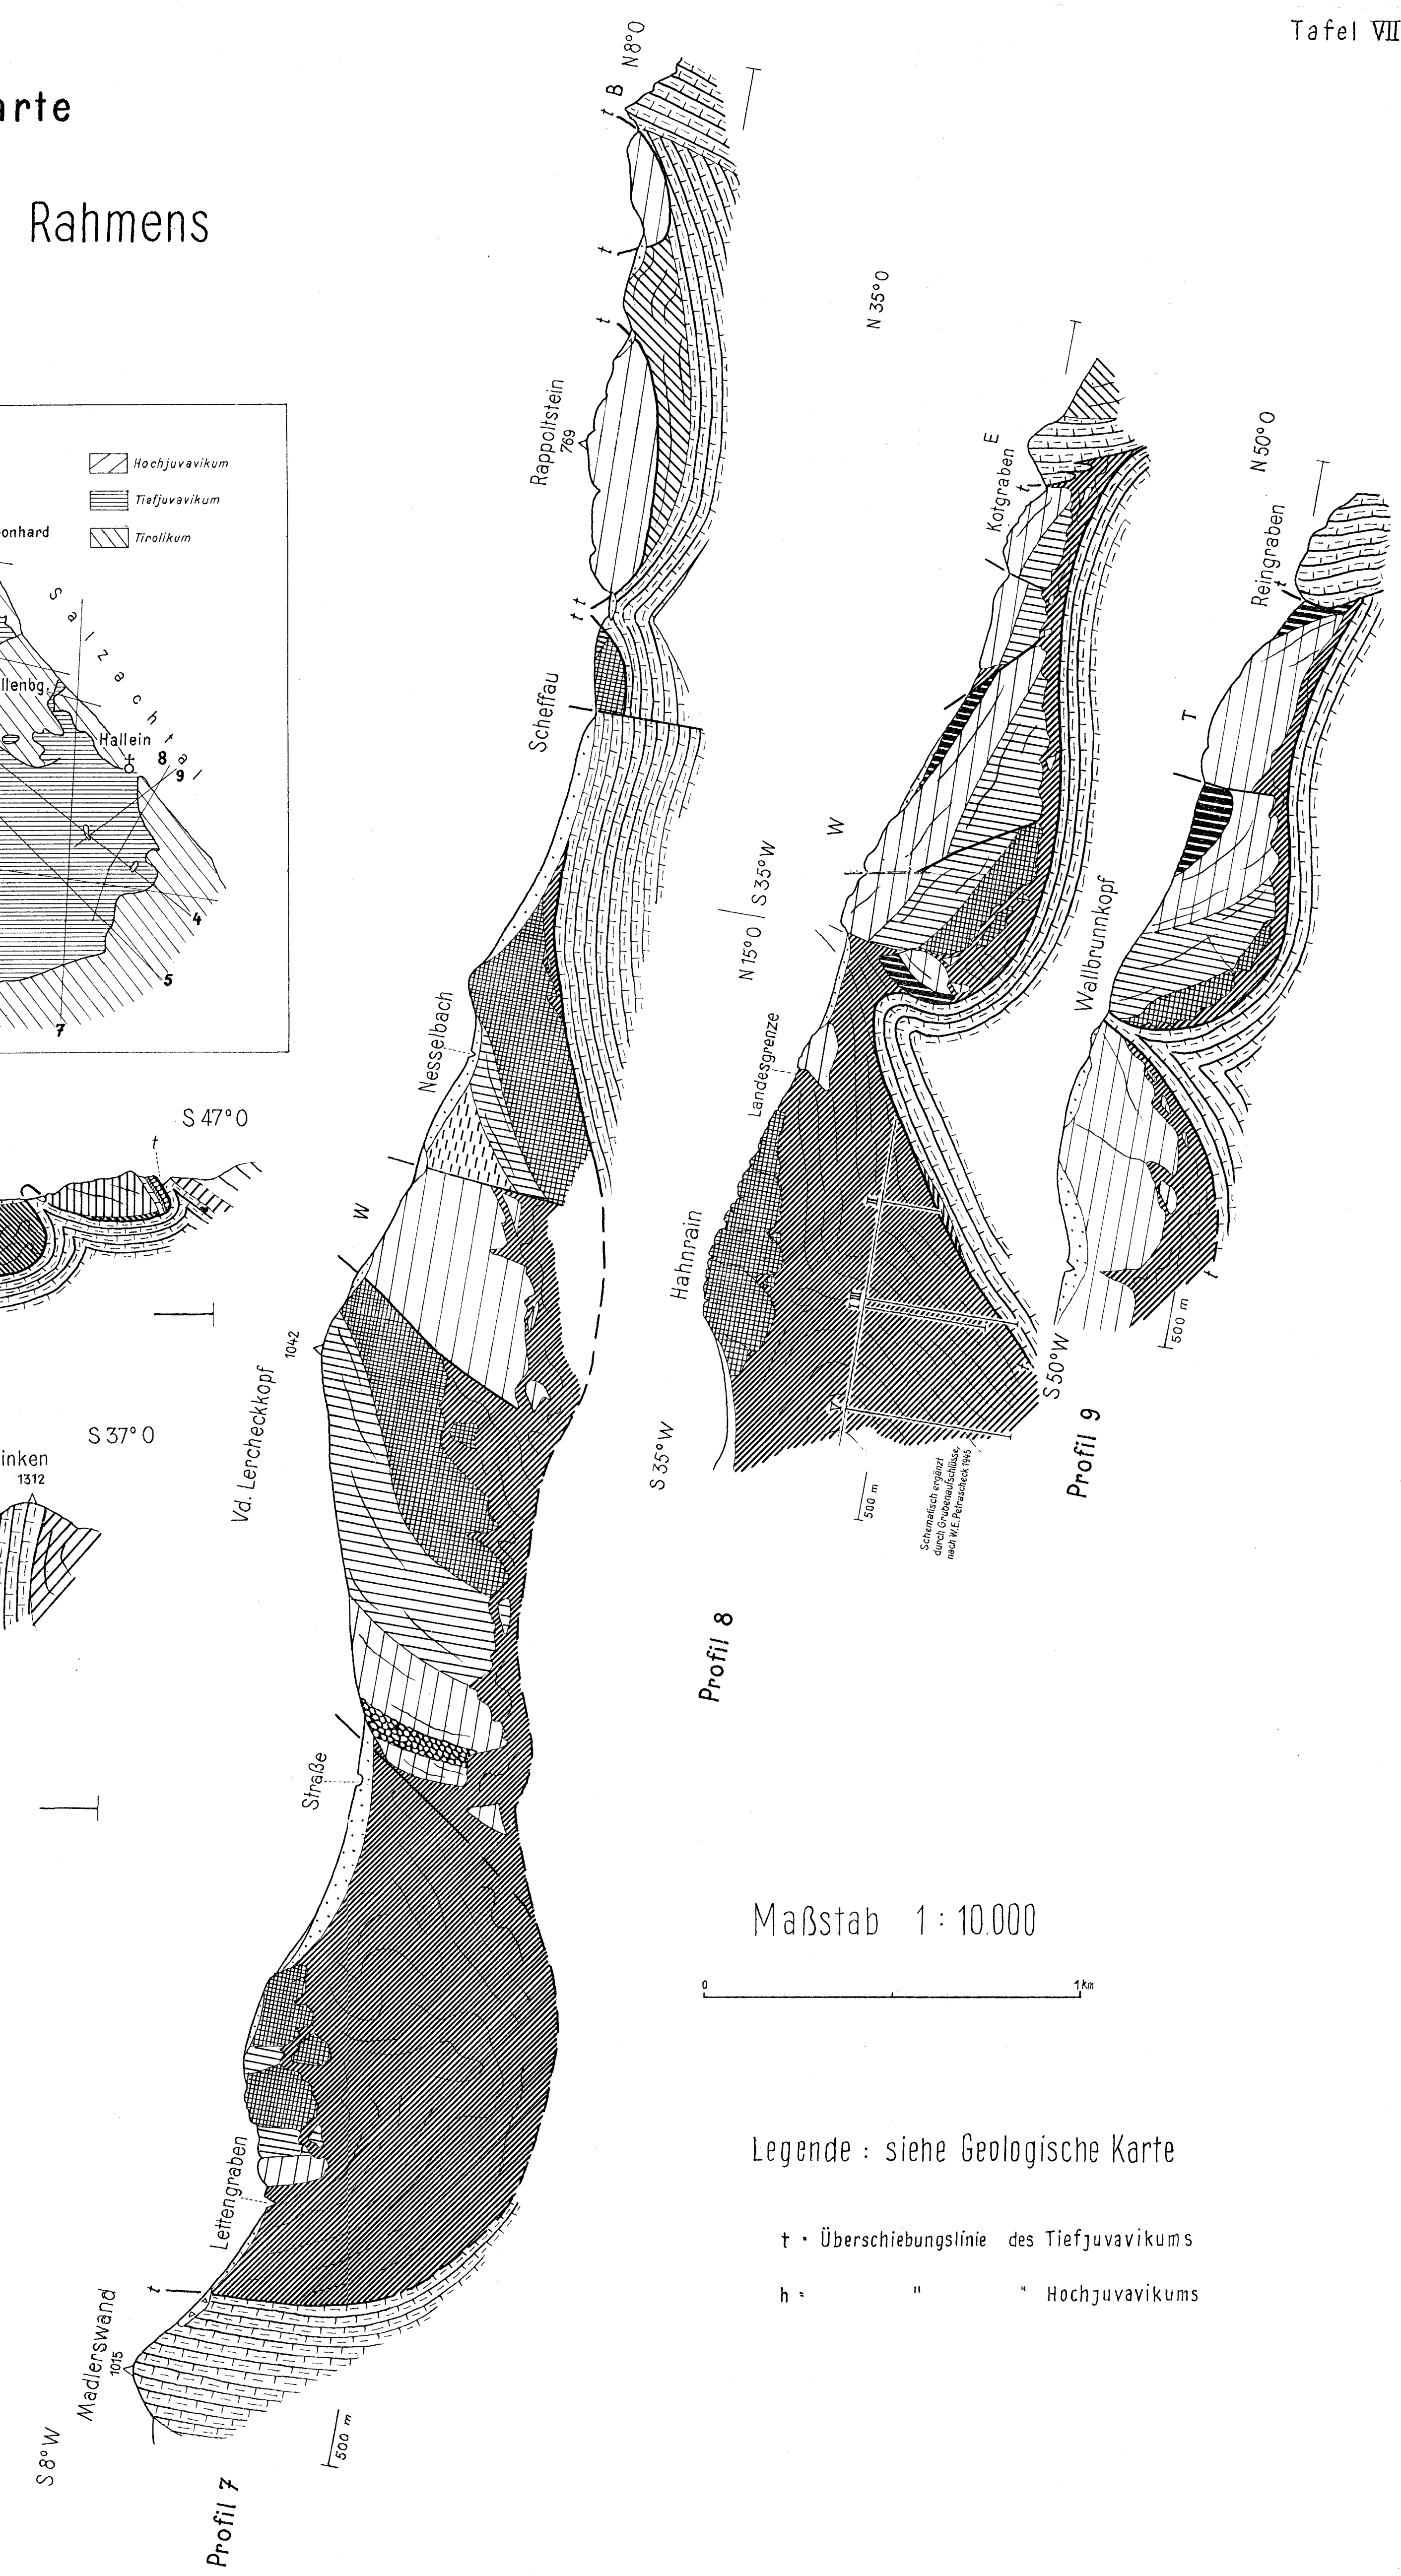 Tafel VII
arte
Rahmens
Hochjuvavikum
Tiefjuvavikum
Tirolikum
onhard
Salzachtal
llenbg.
Hallein
8
9
4
5
7
S 47° O
t
S 37° O
inken
1312
N 8° O
B
t
t
t
Rappoltstein
769
t t
Scheffau
Nesselbach
W
Vd. Lercheckkopf
1042
Straße
Lettengraben
t
Madlerswand
1015
S 8° W
500 m
Profil 7
N 35° O
E
Kotgraben
t
W
N 15° O / S 35° W
Landesgrenze
Hahnrain
II
III
V
S 35° W
500 m
Schematisch ergänzt
durch Grubenaufschlüsse,
nach W.E. Petrascheck 1945
Profil 8
N 50° O
Reingraben
t
T
Wallbrunnkopf
t
500 m
S 50° W
Profil 9
Maßstab 1 : 10.000
0 1 km
Legende : siehe Geologische Karte
t = Überschiebungslinie des Tiefjuvavikums
h = " " Hochjuvavikums